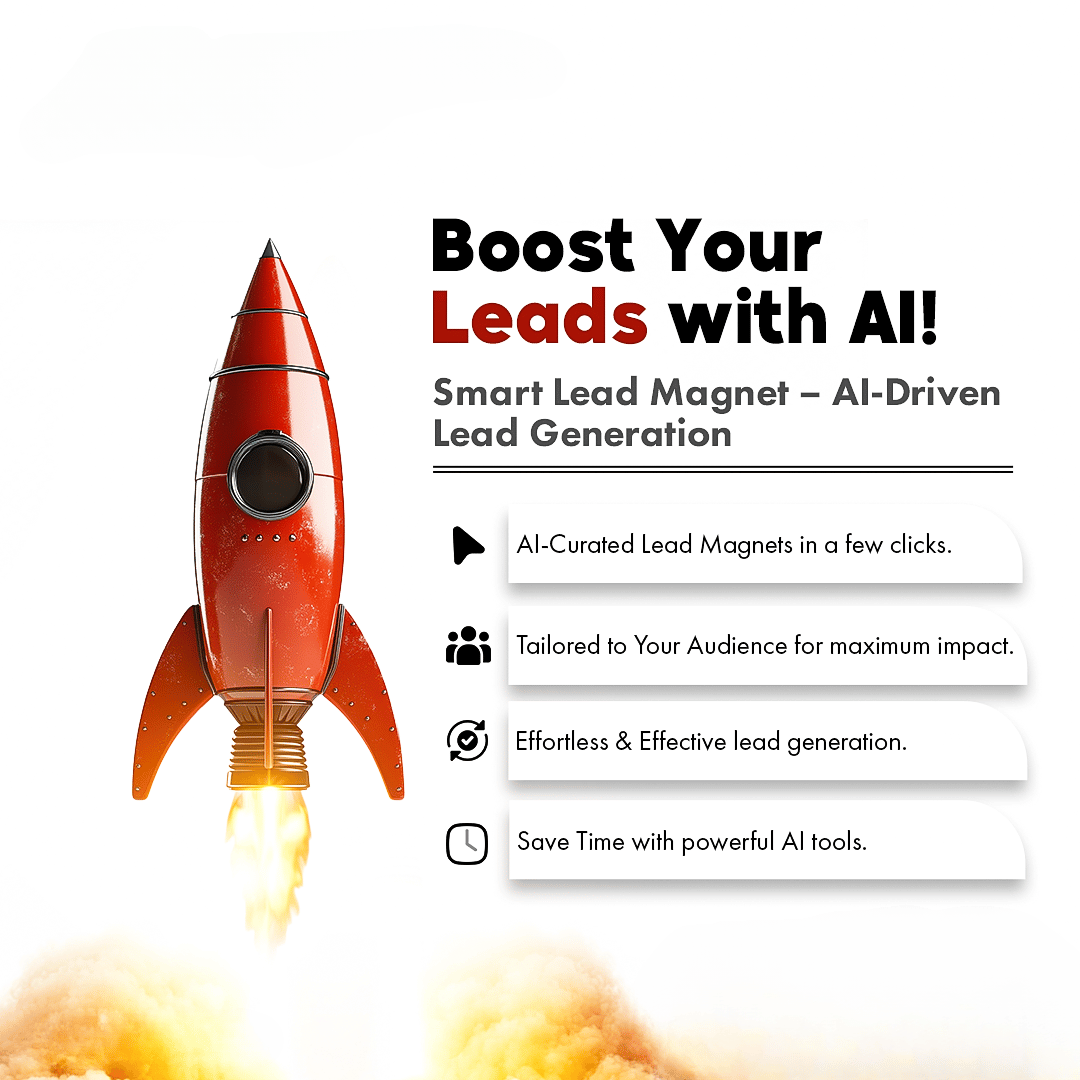 Boost Your
Leads with AI!
Smart Lead Magnet – AI-Driven
Lead Generation
AI-Curated Lead Magnets in a few clicks.
Tailored to Your Audience for maximum impact.
Effortless & Effective lead generation.
Save Time with powerful AI tools.